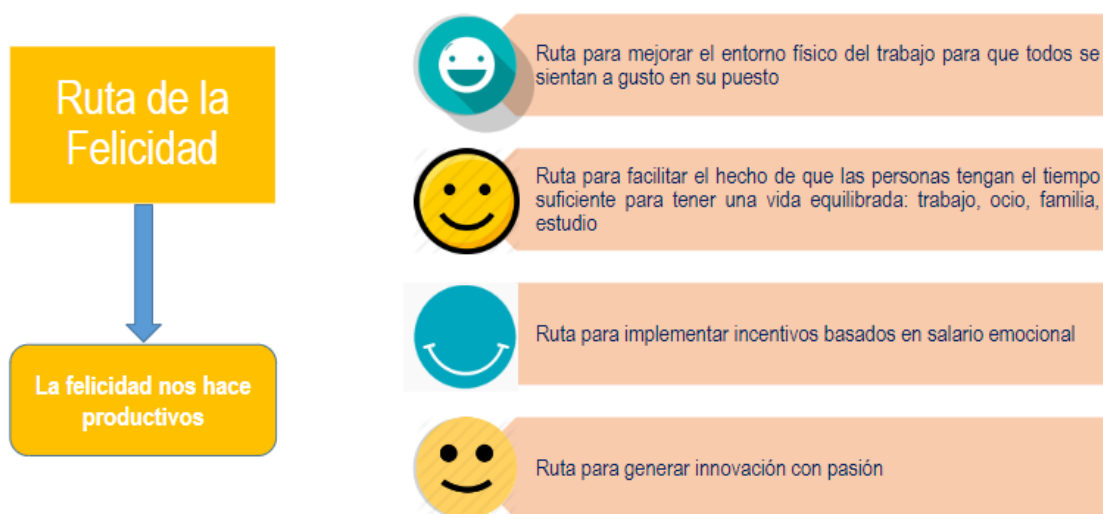 Ruta de la
Felicidad
La felicidad nos hace
productivos
Ruta para mejorar el entorno físico del trabajo para que todos se
sientan a gusto en su puesto
Ruta para facilitar el hecho de que las personas tengan el tiempo
suficiente para tener una vida equilibrada: trabajo, ocio, familia,
estudio
Ruta para implementar incentivos basados en salario emocional
Ruta para generar innovación con pasión